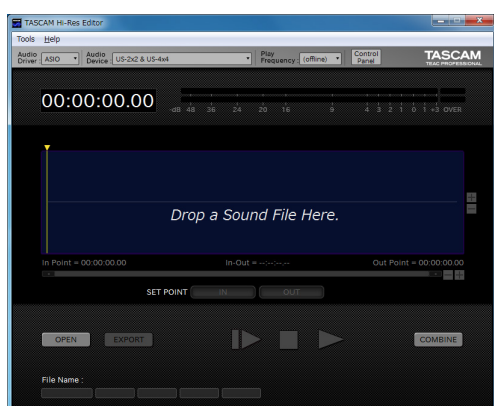 TASCAM Hi-Res Editor
Tools Help
Audio Driver : ASIO Audio Device : US-2x2 & US-4x4 Play Frequency : (offline) Control Panel TASCAM
TEAC PROFESSIONAL
00:00:00.00
-dB 48 36 24 20 16 9 4 3 2 1 0 1 +3 OVER
Drop a Sound File Here.
In Point = 00:00:00.00 In-Out = --:--:--.-- Out Point = 00:00:00.00
SET POINT IN OUT
OPEN EXPORT COMBINE
File Name :